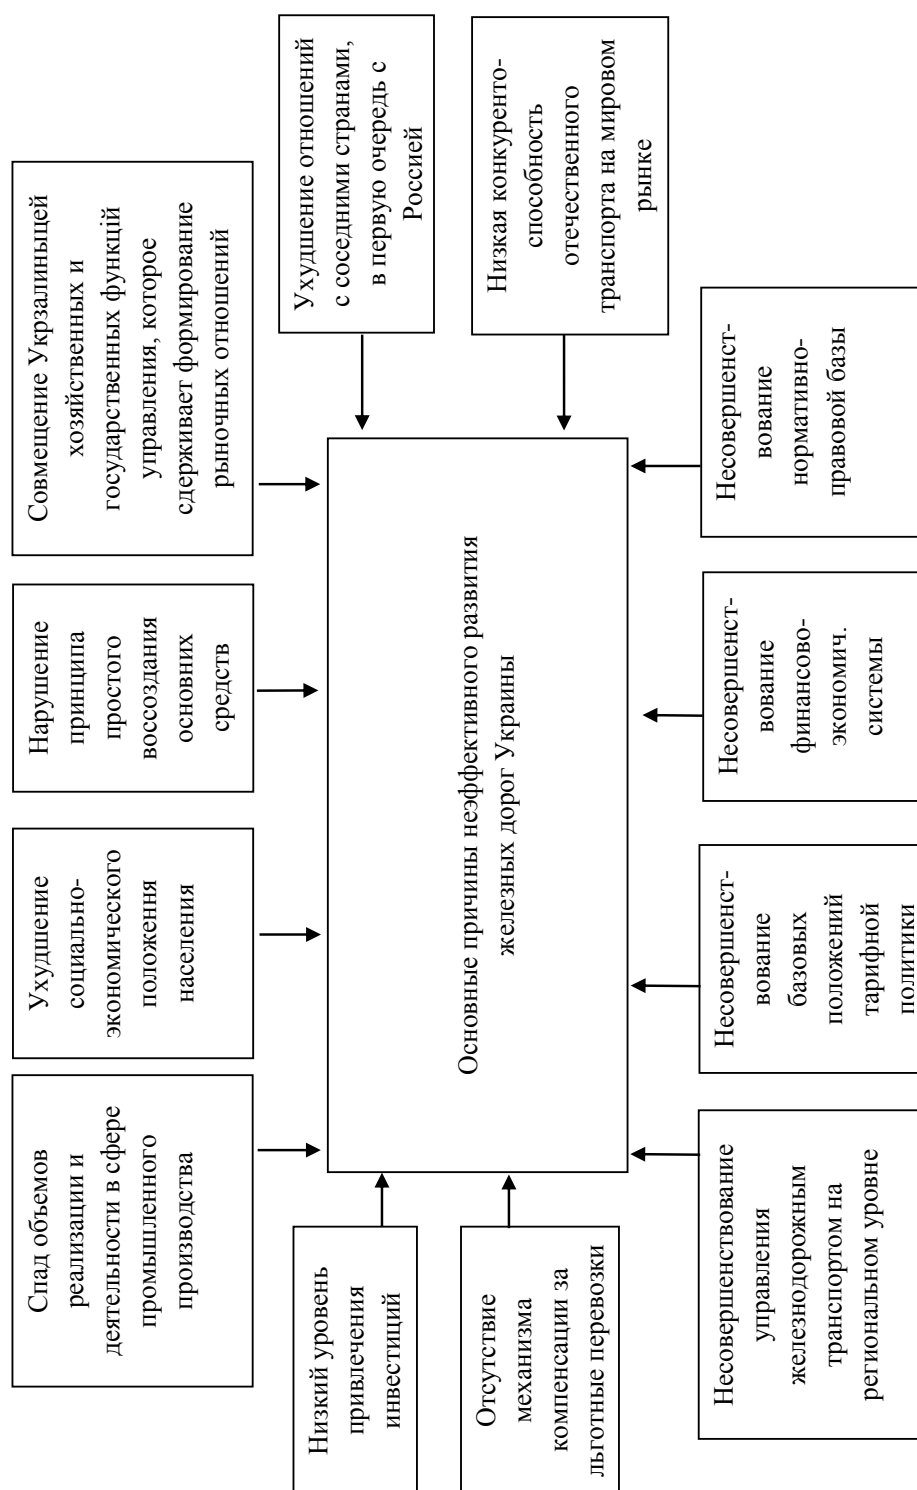 Спад объемов
реализации и
деятельности в сфере
промышленного
производства
Ухудшение
социально-
экономического
положення
населения
Нарушение
принципа
простого
воссоздания
основних
средств
Совмещение Укрзалиныцей
хозяйственных и
государственных функцій
управления, которое
сдерживает формирование
рыночных отношений
Низкий уровень
привлечения
инвестиций
Отсутствие
механизма
компенсации за
льготные перевозки
Основные причины неэффективного развития
железных дорог Украины
Ухудшение отношений
с соседними странами,
в первую очередь с
Россией
Низкая конкуренто-
способность
отечественного
транспорта на мировом
рынке
Несовершенствование
управления
железнодорожным
транспортом на
региональном уровне
Несовершенст-
вование
базовых
положений
тарифной
политики
Несовершенст-
вование
финансово-
экономич.
системы
Несовершенст-
вование
нормативно-
правовой базы